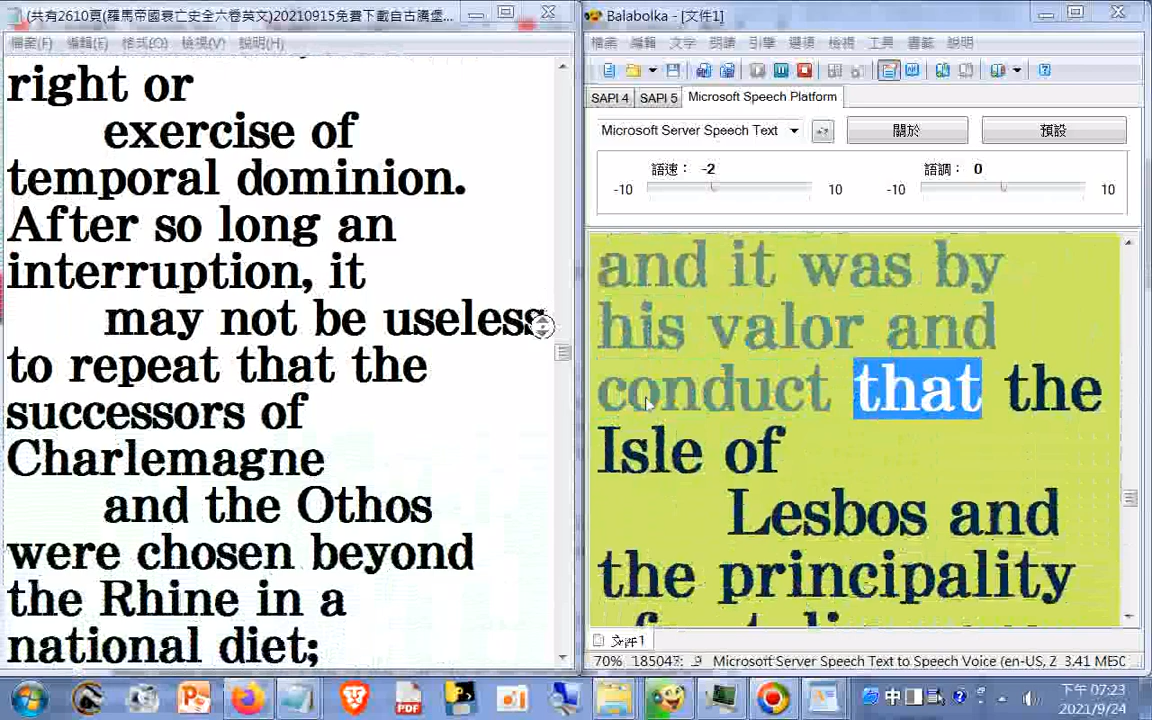 (共有2610頁(羅馬帝國衰亡史全六卷英文)20210915免費下載自古騰堡...
檔案(F) 編輯(E) 格式(O) 檢視(V) 說明(H)
right or
exercise of
temporal dominion.
After so long an
interruption, it
may not be useless
to repeat that the
successors of
Charlemagne
and the Othos
were chosen beyond
the Rhine in a
national diet;
Balabolka - [文件1]
檔案 編輯 文字 朗讀 引擎 選項 檢視 工具 書籤 說明
SAPI 4 SAPI 5 Microsoft Speech Platform
Microsoft Server Speech Text
關於
預設
語速： -2
語調： 0
-10 10 -10 10
and it was by
his valor and
conduct that the
Isle of
Lesbos and
the principality
文件1
70% Microsoft Server Speech Text to Speech Voice (en-US, Z
PDF
中
下午 07:23
2021/9/24